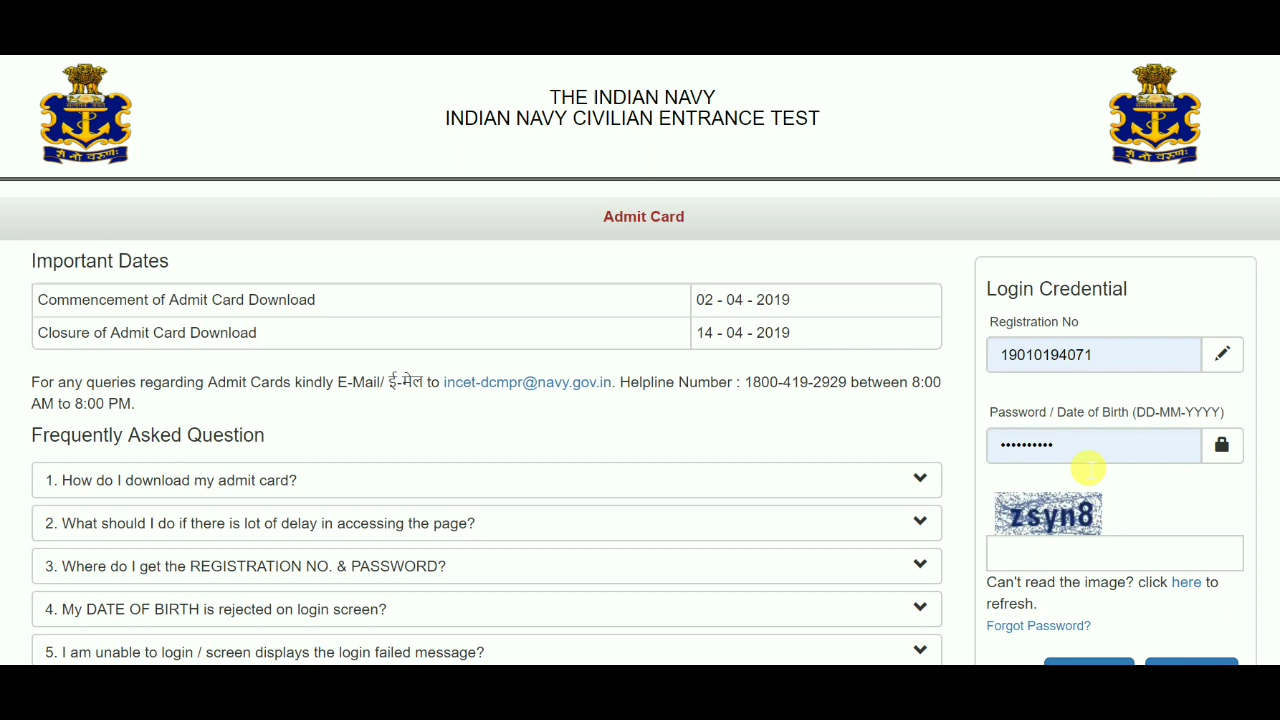 THE INDIAN NAVY
INDIAN NAVY CIVILIAN ENTRANCE TEST
Admit Card
Important Dates
Commencement of Admit Card Download 02 - 04 - 2019
Closure of Admit Card Download 14 - 04 - 2019
For any queries regarding Admit Cards kindly E-Mail/ ई-मेल to incet-dcmpr@navy.gov.in. Helpline Number : 1800-419-2929 between 8:00
AM to 8:00 PM.
Frequently Asked Question
1. How do I download my admit card?
2. What should I do if there is lot of delay in accessing the page?
3. Where do I get the REGISTRATION NO. & PASSWORD?
4. My DATE OF BIRTH is rejected on login screen?
5. I am unable to login / screen displays the login failed message?
Login Credential
Registration No
19010194071
Password / Date of Birth (DD-MM-YYYY)
••••••••••
zsyn8
Can't read the image? click here to
refresh.
Forgot Password?